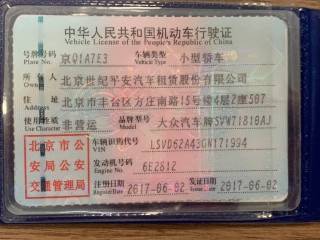 中华人民共和国机动车行驶证
Vehicle License of the People's Republic of China
号牌号码 京Q1A7E3 车辆类型 小型轿车
Plate No. Vehicle Type
所有人 北京世纪平安汽车租赁股份有限公司
Owner
住址 北京市丰台区方庄南路15号楼4层2座507
Address
使用性质 非营运 品牌型号 大众汽车牌SVW71810AJ
Use Character Model
北京市公安局公安交通管理局
车辆识别代号 LSVD62A43GN171994
VIN
发动机号码 6E2812
Engine No.
注册日期 2017-06-02 发证日期 2017-06-02
Register Date Issue Date